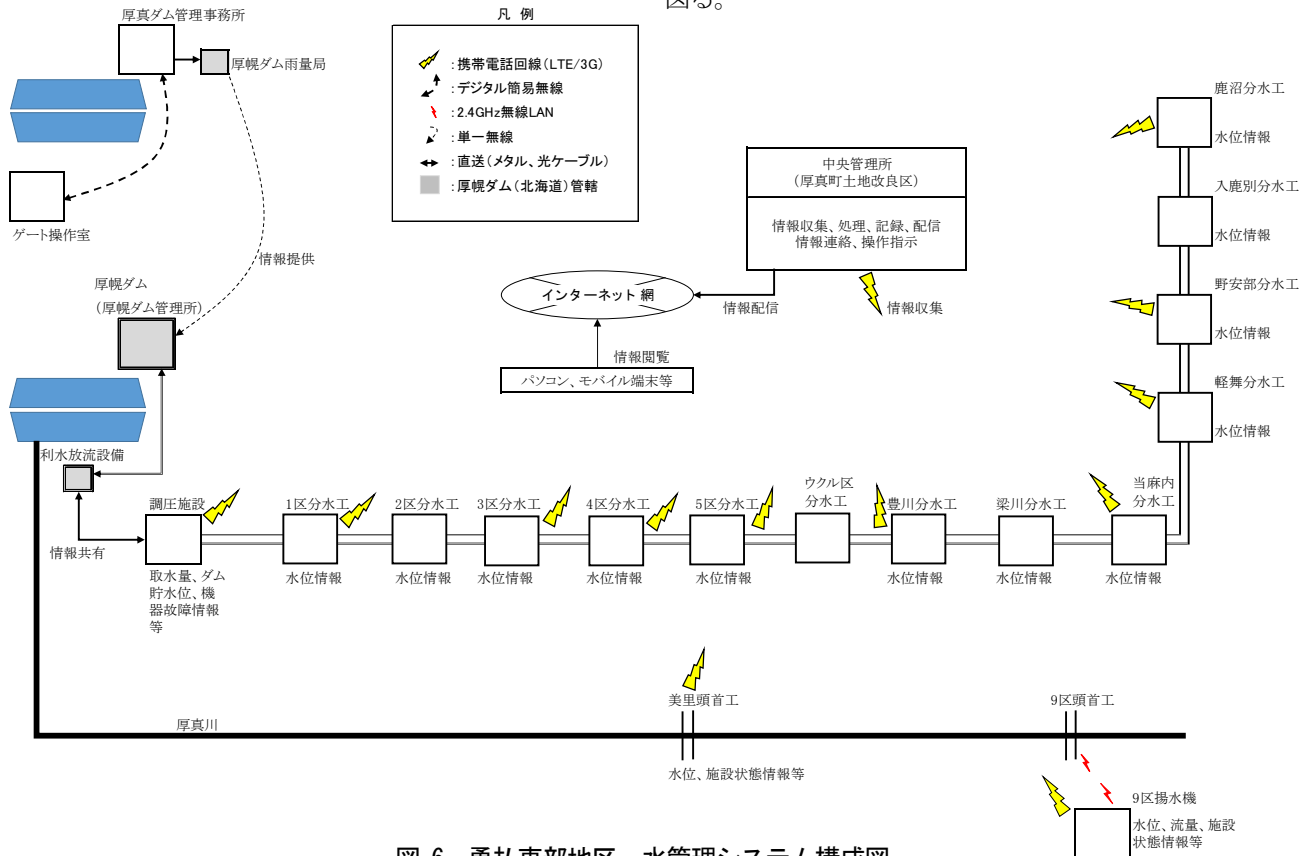 図る。
厚真ダム管理事務所
厚幌ダム雨量局
ゲート操作室
情報提供
厚幌ダム
(厚幌ダム管理所)
凡 例
:携帯電話回線(LTE/3G)
:デジタル簡易無線
:2.4GHz無線LAN
:単一無線
:直送(メタル、光ケーブル)
:厚幌ダム(北海道)管轄
中央管理所
(厚真町土地改良区)
情報収集、処理、記録、配信
情報連絡、操作指示
インターネット 網
情報配信
情報収集
情報閲覧
パソコン、モバイル端末等
鹿沼分水工
水位情報
入鹿別分水工
水位情報
野安部分水工
水位情報
軽舞分水工
水位情報
利水放流設備
情報共有
調圧施設
取水量、ダム
貯水位、機
器故障情報
等
1区分水工
水位情報
2区分水工
水位情報
3区分水工
水位情報
4区分水工
水位情報
5区分水工
水位情報
ウクル区
分水工
豊川分水工
水位情報
梁川分水工
水位情報
当麻内
分水工
水位情報
厚真川
美里頭首工
水位、施設状態情報等
9区頭首工
9区揚水機
水位、流量、施設
状態情報等
図-6 勇払東部地区 水管理システム構成図